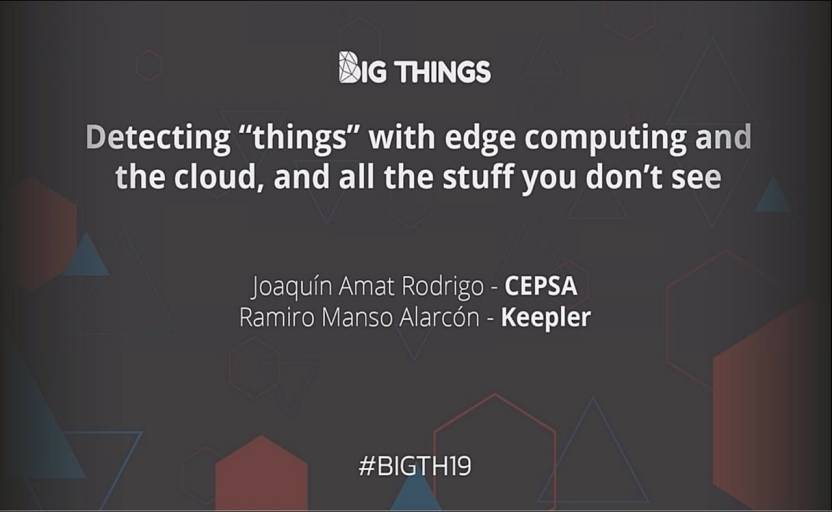 BIG THINGS
Detecting “things” with edge computing and
the cloud, and all the stuff you don’t see
Joaquín Amat Rodrigo - CEPSA
Ramiro Manso Alarcón - Keepler
#BIGTH19